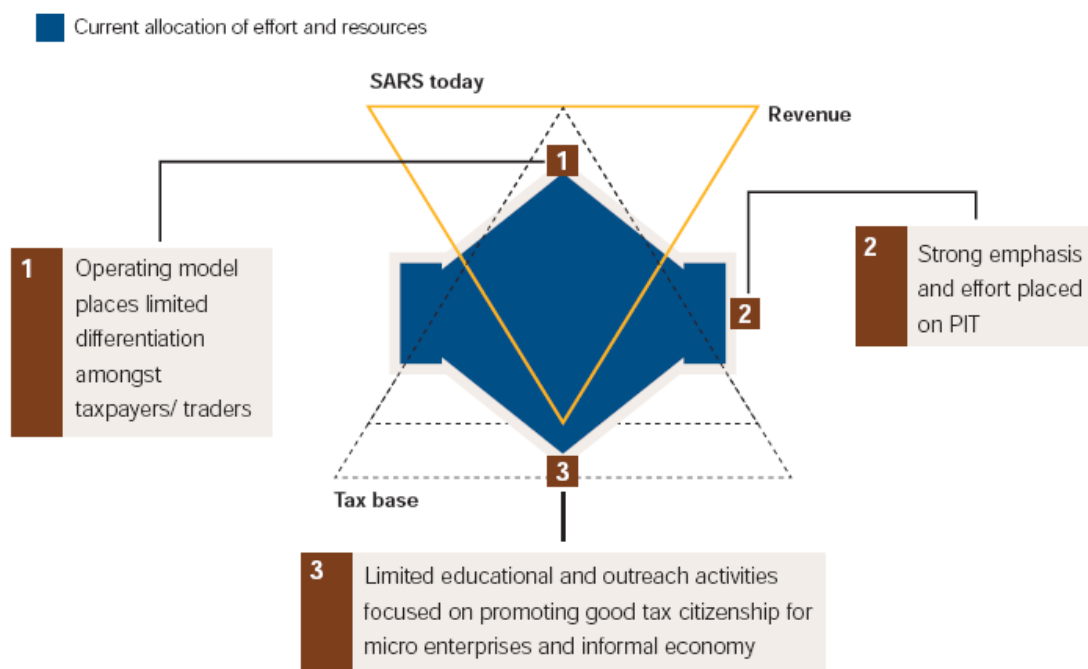 Current allocation of effort and resources
SARS today
Revenue
1
2
3
Tax base
1
Operating model
places limited
differentiation
amongst
taxpayers/ traders
2
Strong emphasis
and effort placed
on PIT
3
Limited educational and outreach activities
focused on promoting good tax citizenship for
micro enterprises and informal economy